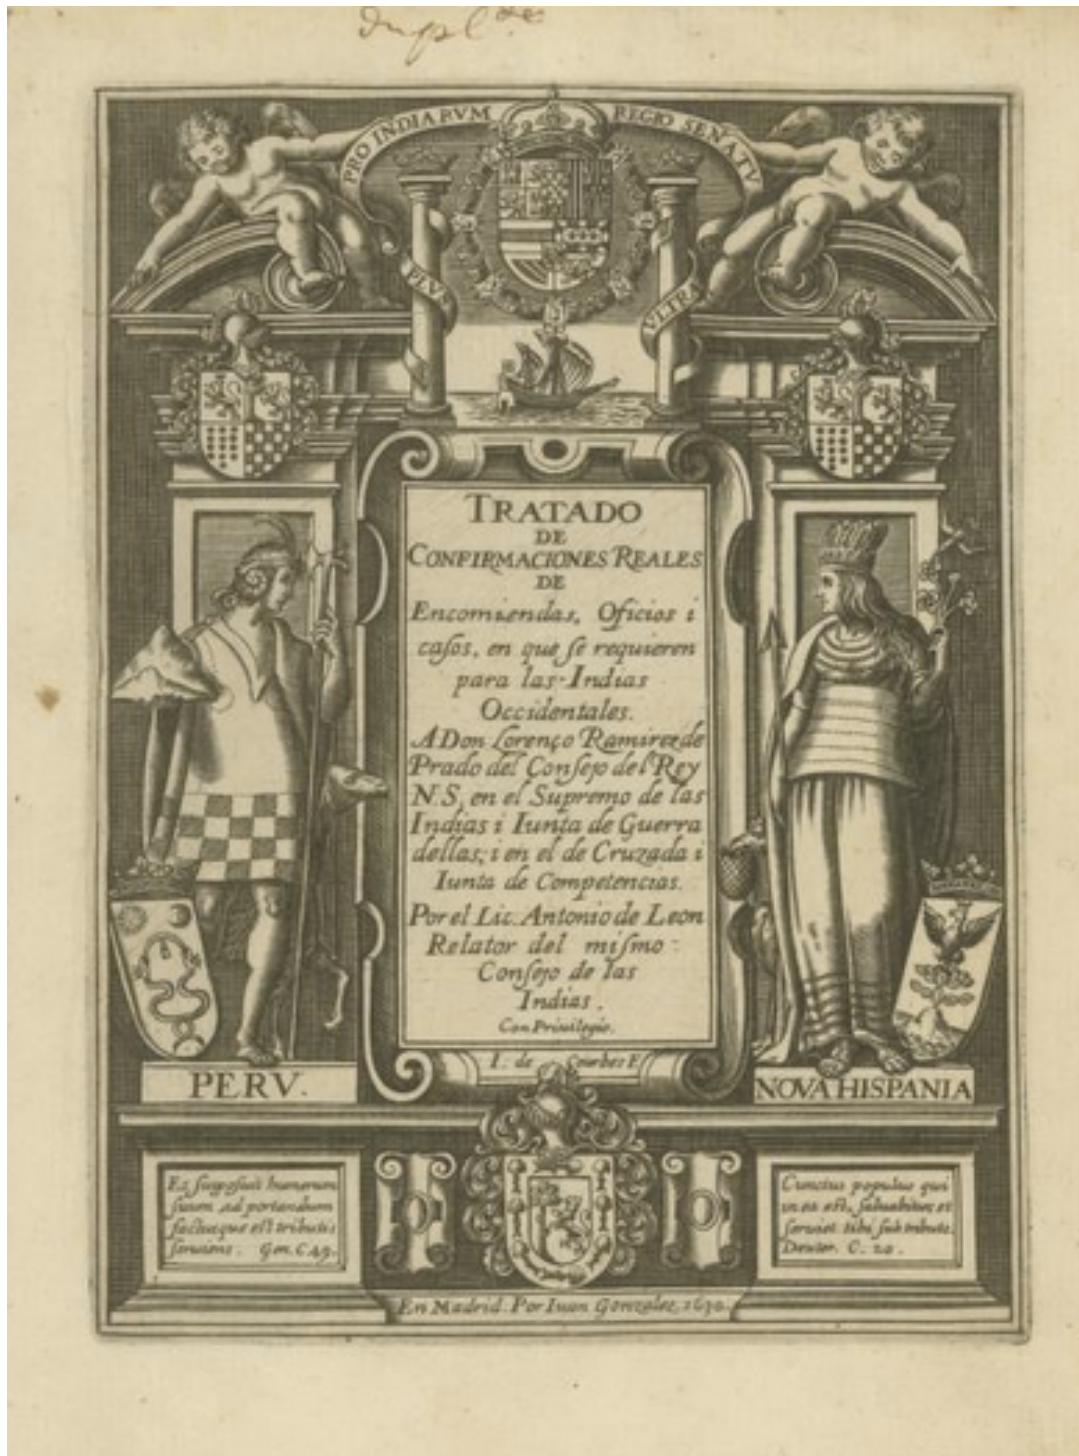 Dupl.de
PRO INDIARVM REGIO SENATV
PLVS VLTRA
TRATADO
DE
CONFIRMACIONES REALES
DE
Encomiendas, Oficios i
casos, en que se requieren
para las Indias
Occidentales.
A Don Lorenço Ramirez de
Prado del Consejo del Rey
N.S, en el Supremo de las
Indias i Iunta de Guerra
dellas; i en el de Cruzada i
Iunta de Competencias.
Por el Lic. Antonio de Leon
Relator del mismo
Consejo de las
Indias.
Con Privilegio.
I. de Courbes F
PERV.
NOVA HISPANIA
Et supposuit humerum
suum ad portandum
factusque est tributis
serviens. Gen. C.49.
Cunctus populus qui
in ea est, salvabitur, et
serviet tibi sub tributo.
Deuter. C. 20.
En Madrid. Por Iuan Gonzalez, 1630.